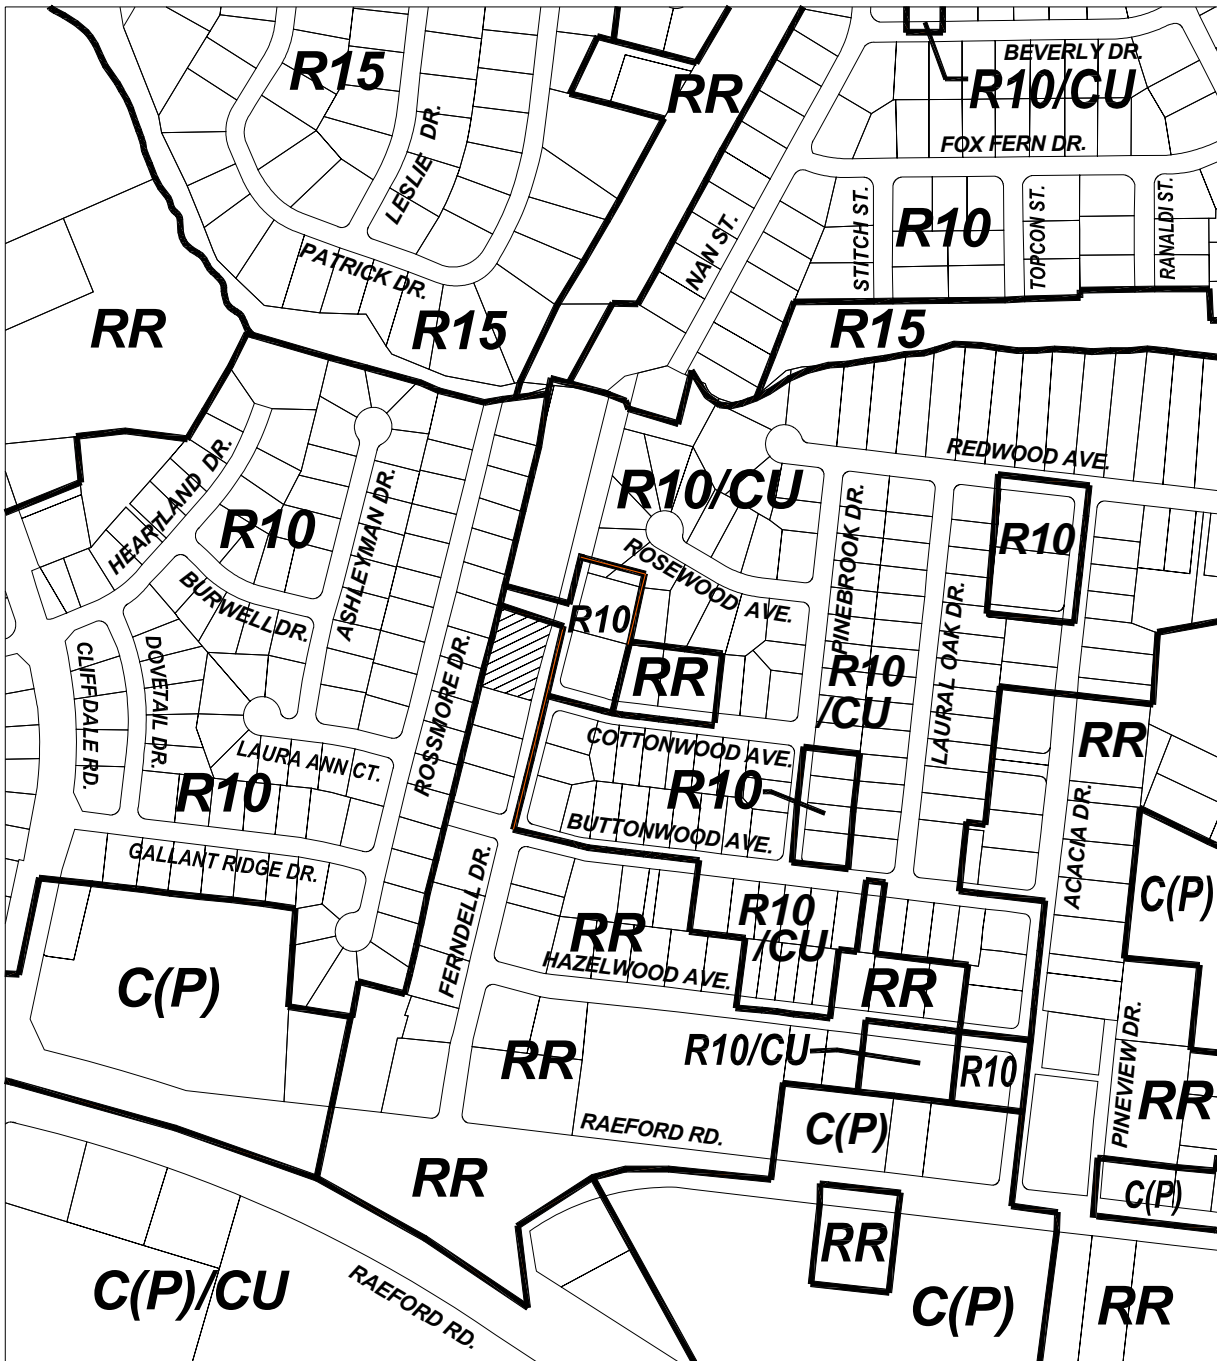 BEVERLY DR.
R15
RR
R10/CU
LESLIE DR.
FOX FERN DR.
STITCH ST.
R10
TOPCON ST.
RANALDI ST.
NAN ST.
PATRICK DR.
RR
R15
R15
REDWOOD AVE.
HEARTLAND DR.
R10
ASHLEYMAN DR.
R10/CU
PINEBROOK DR.
R10
ROSEWOOD AVE.
BURWELL DR.
R10
LAURAL OAK DR.
CLIFFDALE RD.
DOVETAIL DR.
ROSSMORE DR.
RR
R10
/CU
RR
LAURA ANN CT.
COTTONWOOD AVE.
R10
R10
BUTTONWOOD AVE.
ACACIA DR.
GALLANT RIDGE DR.
FERNDELL DR.
C(P)
R10
/CU
RR
HAZELWOOD AVE.
C(P)
RR
R10/CU
RR
R10
PINEVIEW DR.
RR
RAEFORD RD.
C(P)
RR
C(P)
RR
C(P)/CU
RAEFORD RD.
C(P)
RR